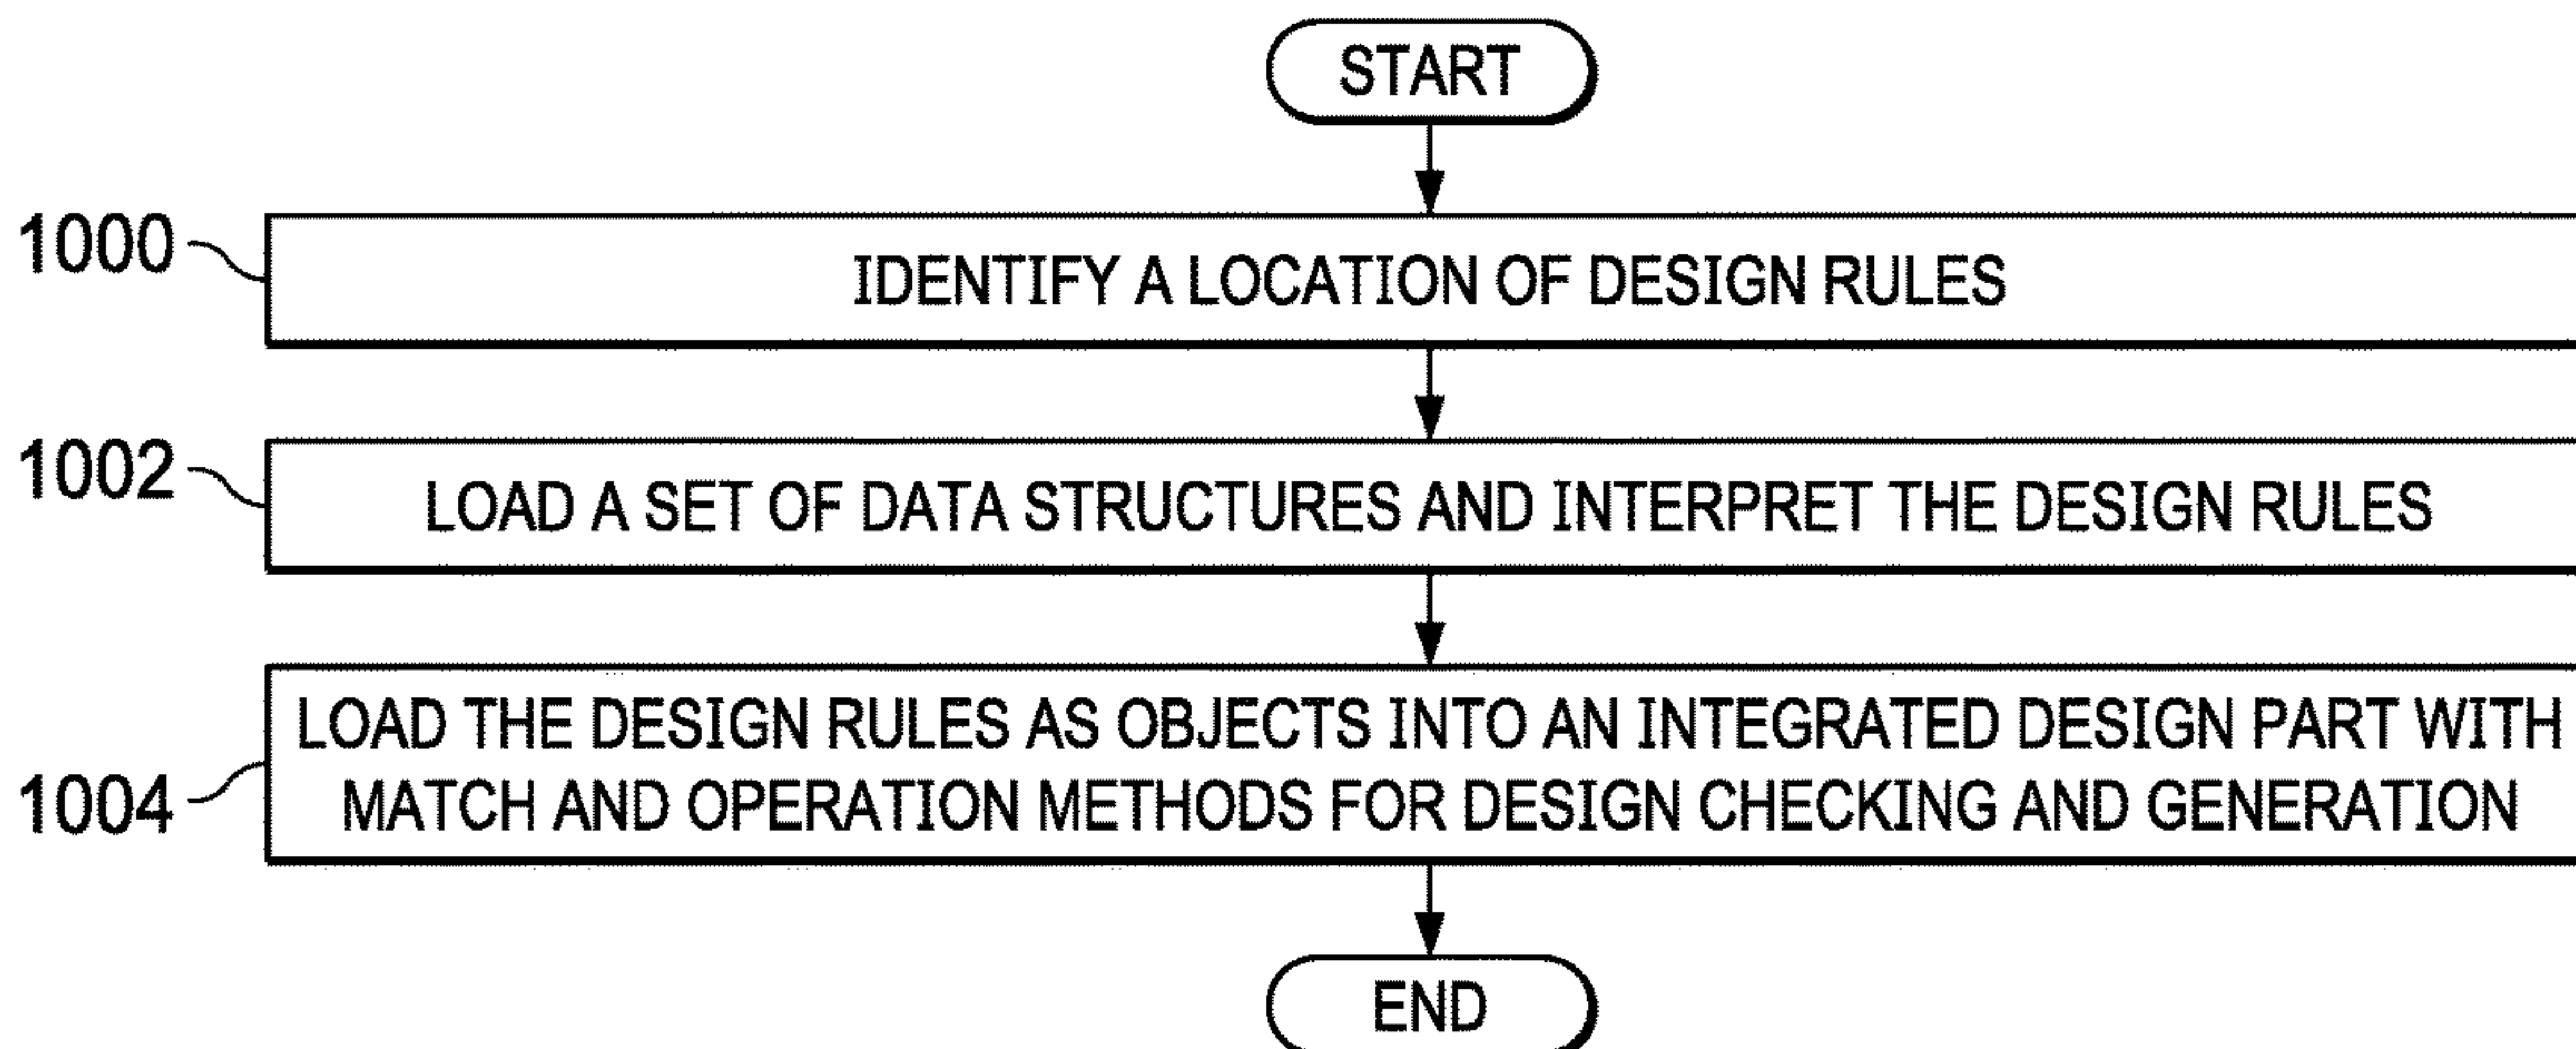 START
1000
IDENTIFY A LOCATION OF DESIGN RULES
1002
LOAD A SET OF DATA STRUCTURES AND INTERPRET THE DESIGN RULES
1004
LOAD THE DESIGN RULES AS OBJECTS INTO AN INTEGRATED DESIGN PART WITH
MATCH AND OPERATION METHODS FOR DESIGN CHECKING AND GENERATION
END